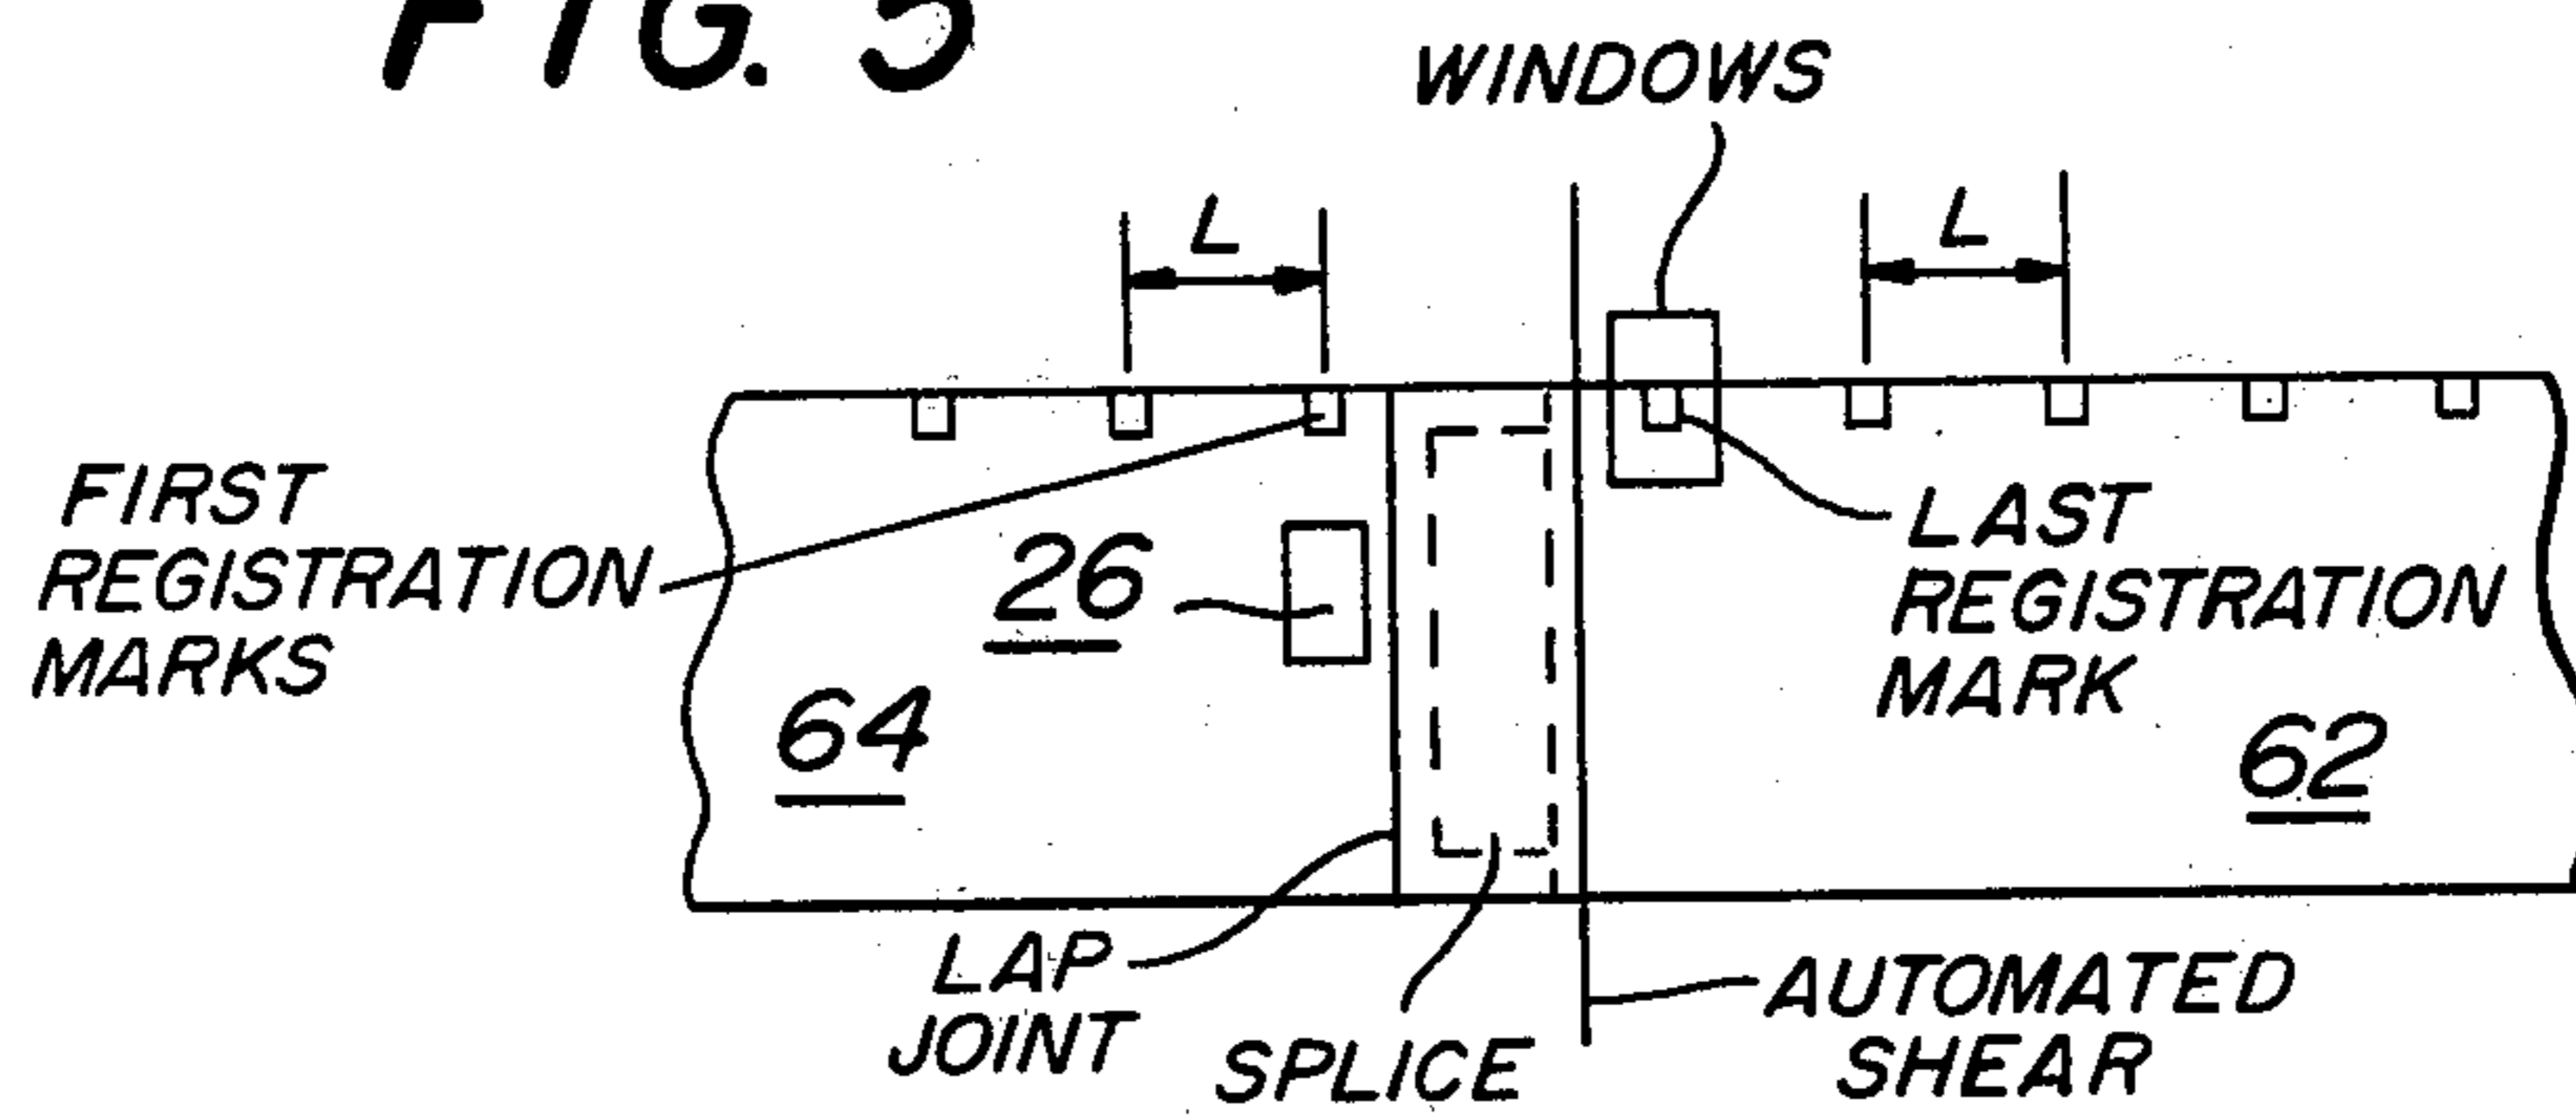 FIG. 5
WINDOWS
L
L
FIRST
REGISTRATION
MARKS
26
64
LAST
REGISTRATION
MARK
62
LAP
JOINT
SPLICE
AUTOMATED
SHEAR